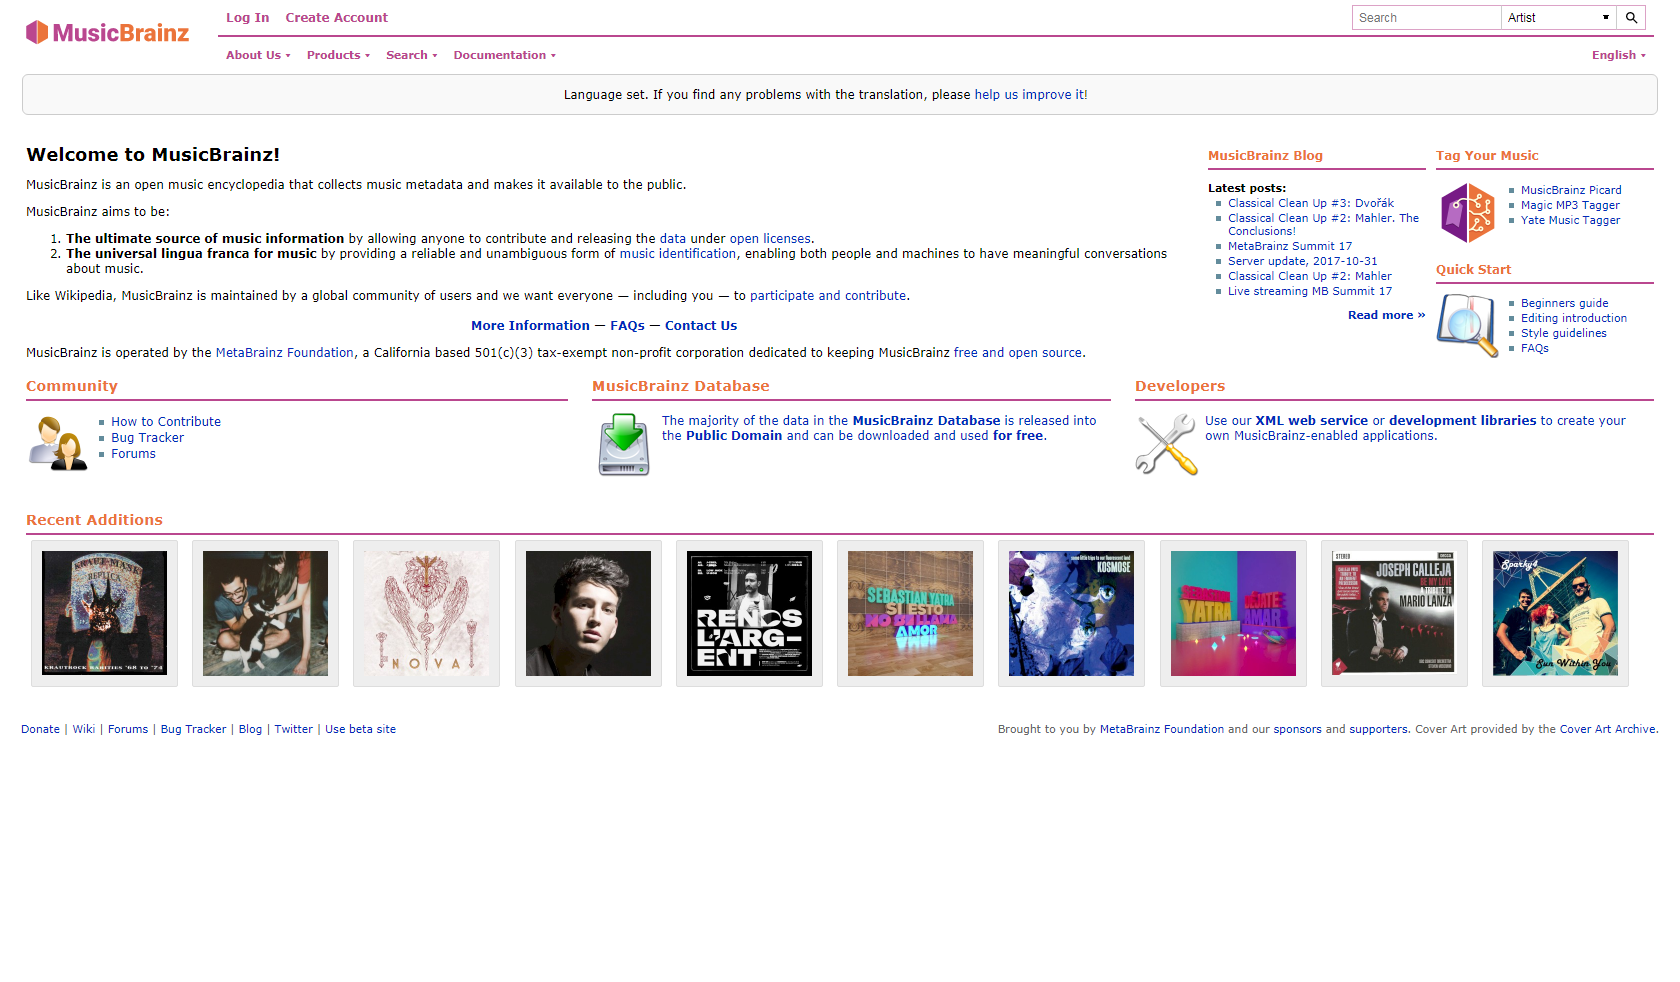 MusicBrainz
Log In Create Account
Search Artist
About Us ▾ Products ▾ Search ▾ Documentation ▾
English ▾
Language set. If you find any problems with the translation, please help us improve it!
Welcome to MusicBrainz!
MusicBrainz is an open music encyclopedia that collects music metadata and makes it available to the public.
MusicBrainz aims to be:
1. The ultimate source of music information by allowing anyone to contribute and releasing the data under open licenses.
2. The universal lingua franca for music by providing a reliable and unambiguous form of music identification, enabling both people and machines to have meaningful conversations
about music.
Like Wikipedia, MusicBrainz is maintained by a global community of users and we want everyone — including you — to participate and contribute.
More Information — FAQs — Contact Us
MusicBrainz is operated by the MetaBrainz Foundation, a California based 501(c)(3) tax-exempt non-profit corporation dedicated to keeping MusicBrainz free and open source.
MusicBrainz Blog
Latest posts:
Classical Clean Up #3: Dvořák
Classical Clean Up #2: Mahler. The
Conclusions!
MetaBrainz Summit 17
Server update, 2017-10-31
Classical Clean Up #2: Mahler
Live streaming MB Summit 17
Read more »
Tag Your Music
MusicBrainz Picard
Magic MP3 Tagger
Yate Music Tagger
Quick Start
Beginners guide
Editing introduction
Style guidelines
FAQs
Community
How to Contribute
Bug Tracker
Forums
MusicBrainz Database
The majority of the data in the MusicBrainz Database is released into
the Public Domain and can be downloaded and used for free.
Developers
Use our XML web service or development libraries to create your
own MusicBrainz-enabled applications.
Recent Additions
KRAUT-MASK
REPLICA
KRAUTROCK RARITIES '68 TO '74
NOVA
RENS
L'ARG-
ENT
SEBASTIAN YATRA
SI ESTO
NO SE LLAMA
AMOR
KOSMOSE
SEBASTIAN
YATRA
DÉJATE
AMAR
STEREO
DECCA
JOSEPH CALLEJA
BE MY LOVE
A TRIBUTE TO
MARIO LANZA
Sparky4
Sun Within You
Donate | Wiki | Forums | Bug Tracker | Blog | Twitter | Use beta site
Brought to you by MetaBrainz Foundation and our sponsors and supporters. Cover Art provided by the Cover Art Archive.